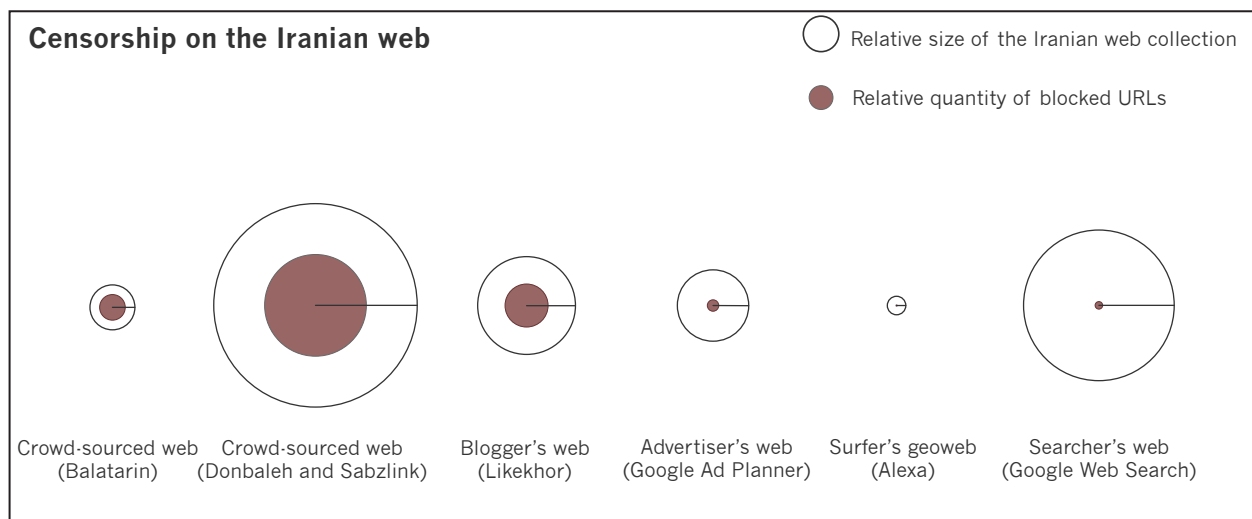 Censorship on the Iranian web
Relative size of the Iranian web collection
Relative quantity of blocked URLs
Crowd-sourced web
(Balatarin)
Crowd-sourced web
(Donbaleh and Sabzlink)
Blogger’s web
(Likekhor)
Advertiser’s web
(Google Ad Planner)
Surfer’s geoweb
(Alexa)
Searcher’s web
(Google Web Search)